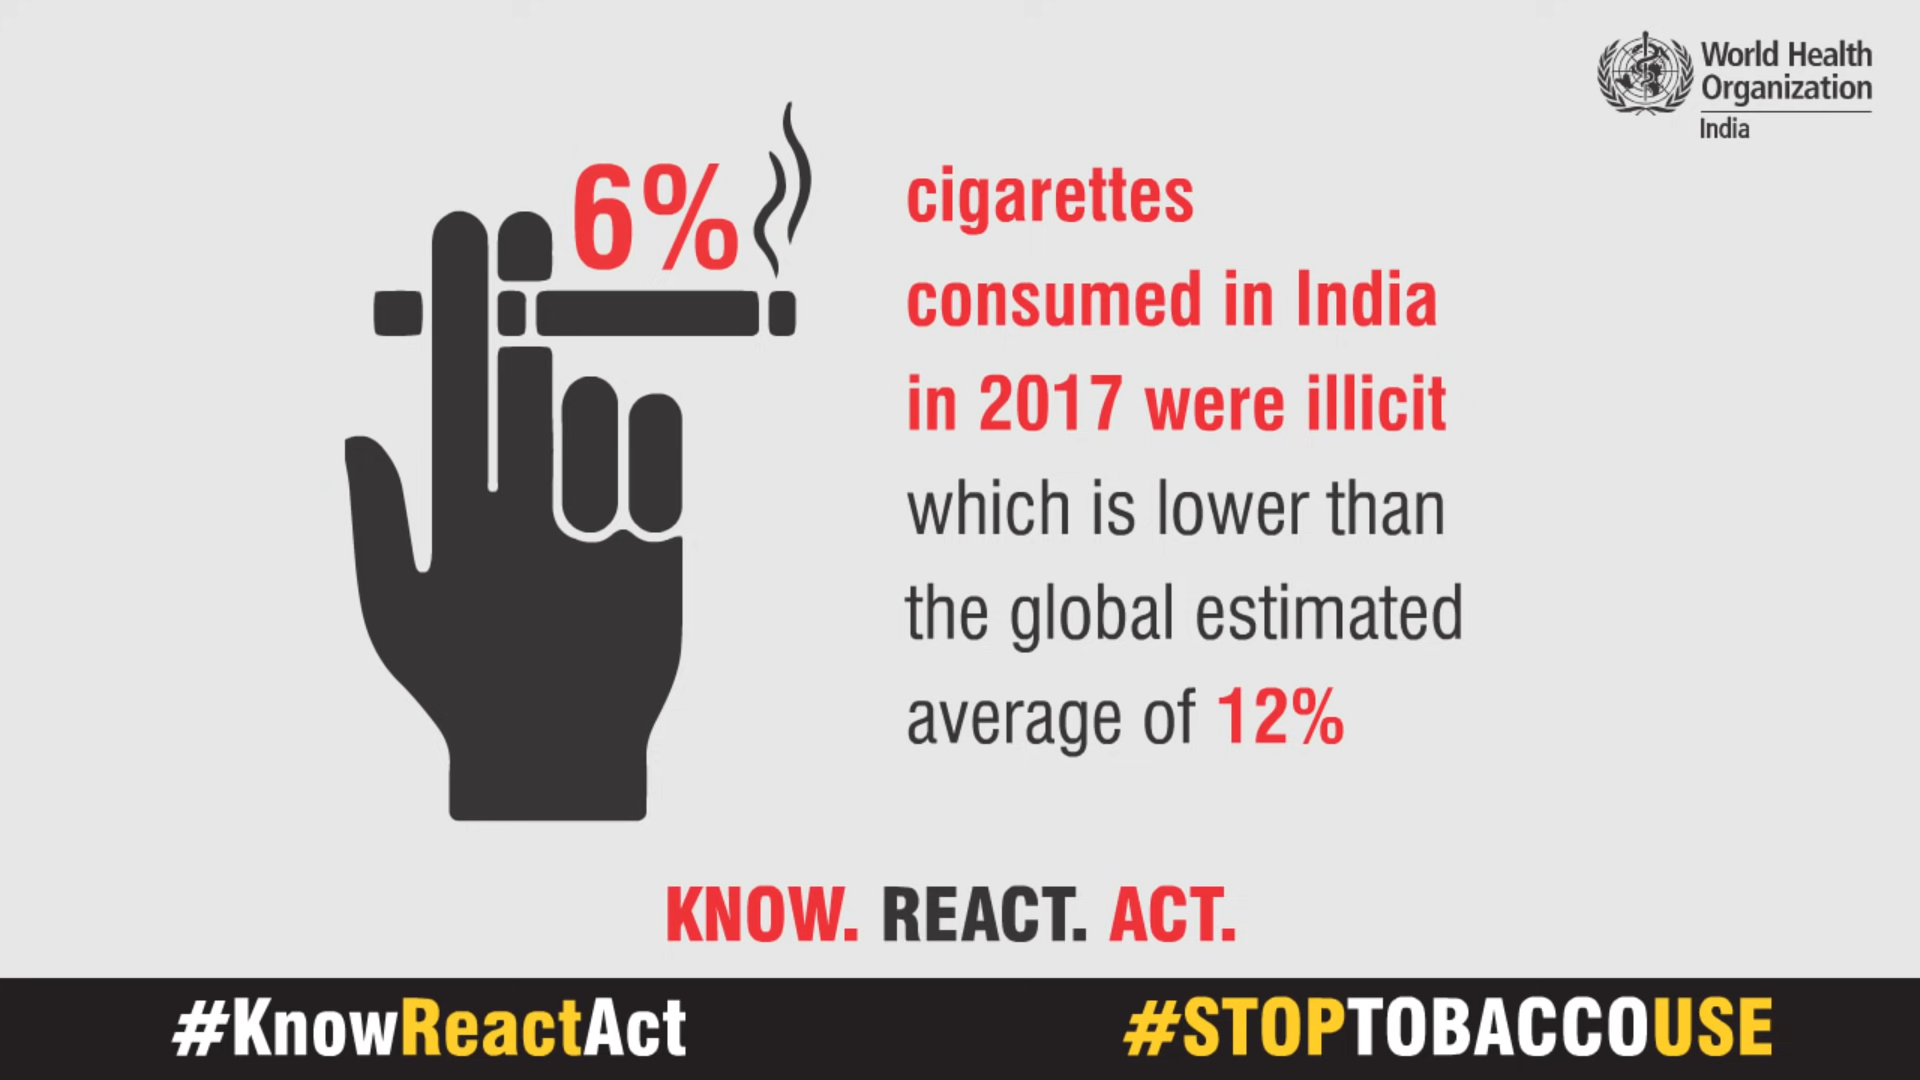 World Health
Organization
India
6%
cigarettes
consumed in India
in 2017 were illicit
which is lower than
the global estimated
average of 12%
KNOW. REACT. ACT.
#KnowReactAct
#STOPTOBACCOUSE